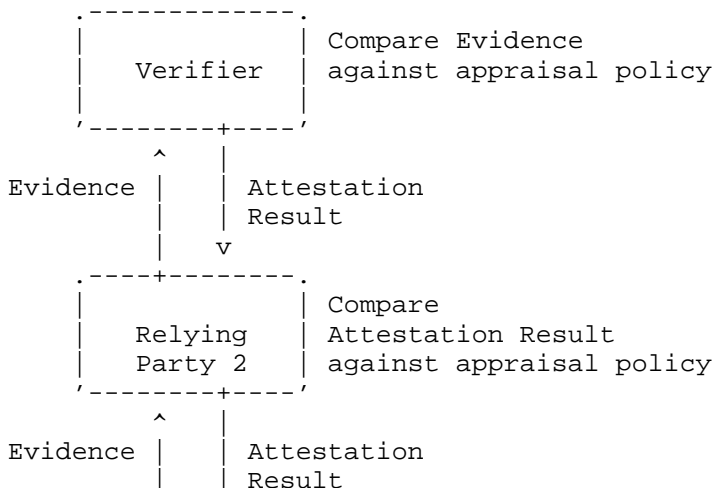 Compare Evidence
Verifier against appraisal policy
Evidence Attestation
Result
Compare
Relying Attestation Result
Party 2 against appraisal policy
Evidence Attestation
Result